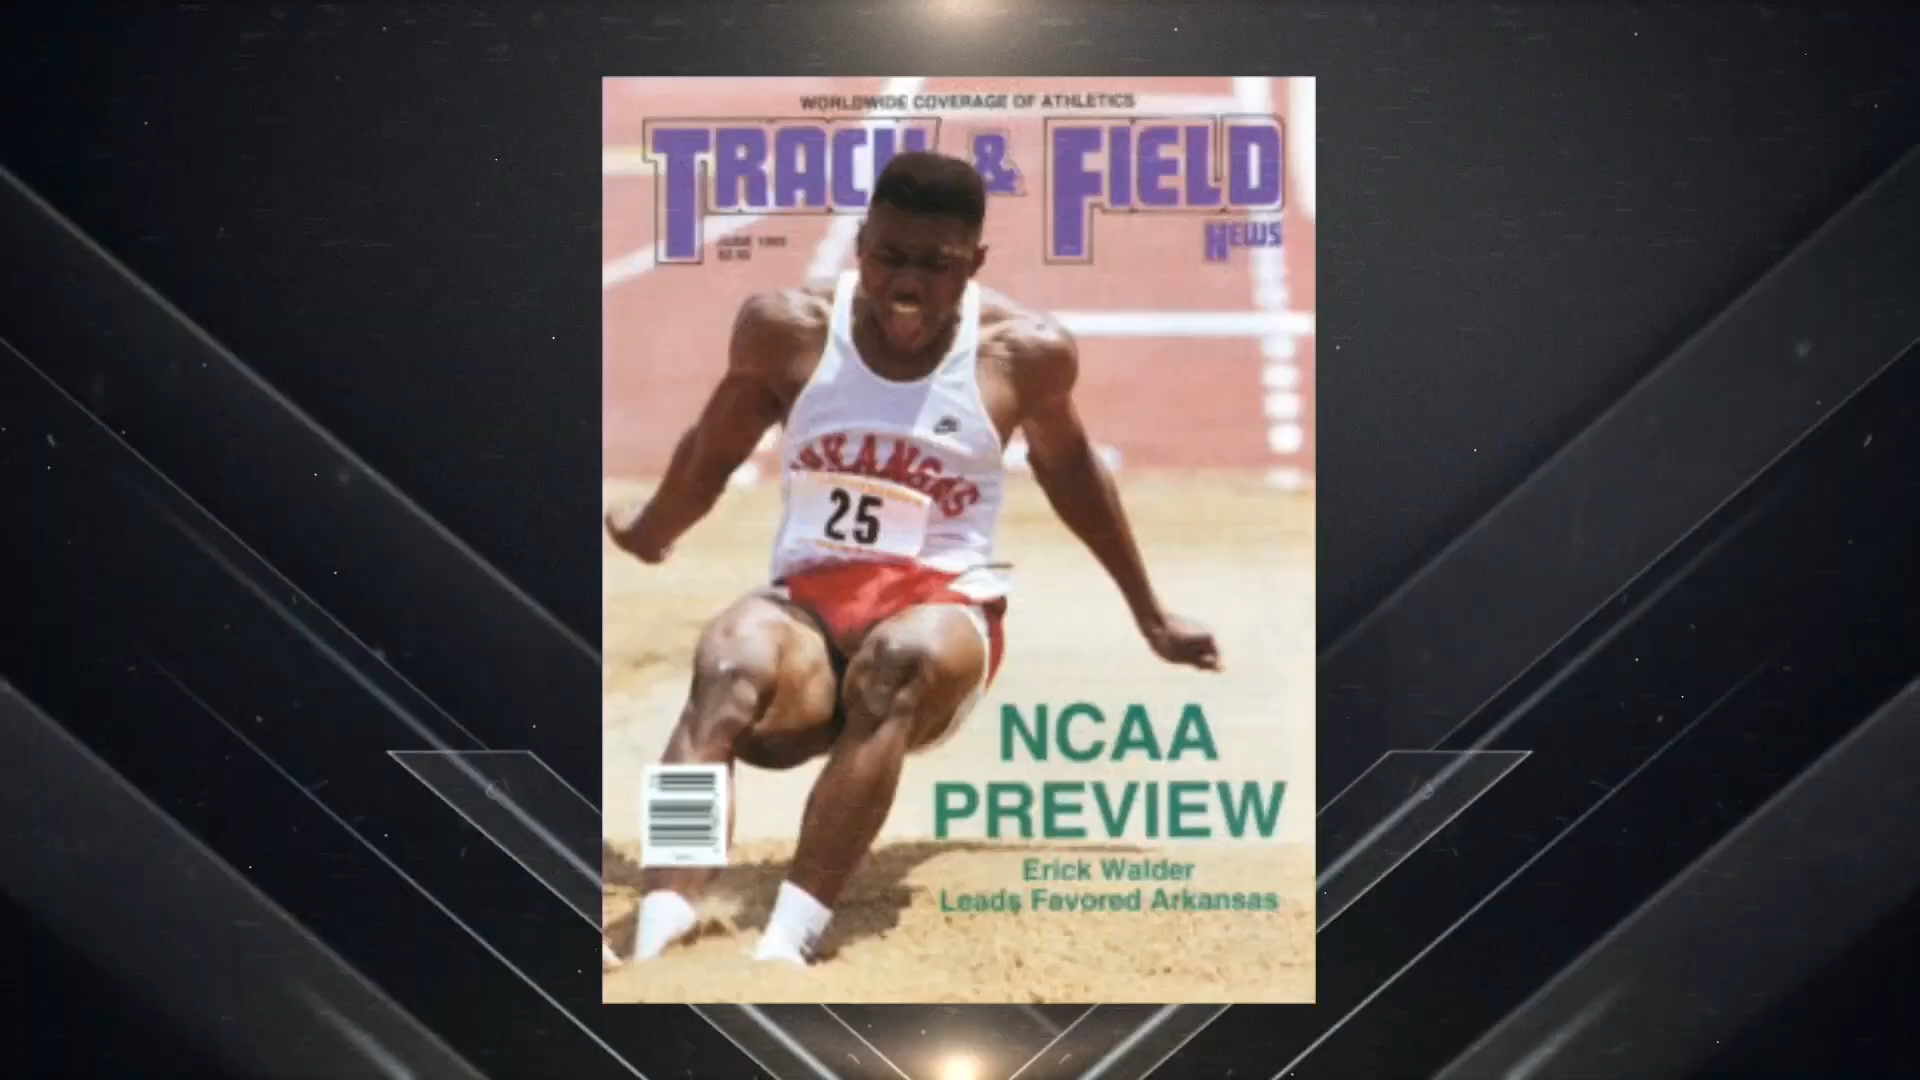 WORLDWIDE COVERAGE OF ATHLETICS
TRACK & FIELD
NEWS
ARKANSAS
25
NCAA
PREVIEW
Erick Walder
Leads Favored Arkansas